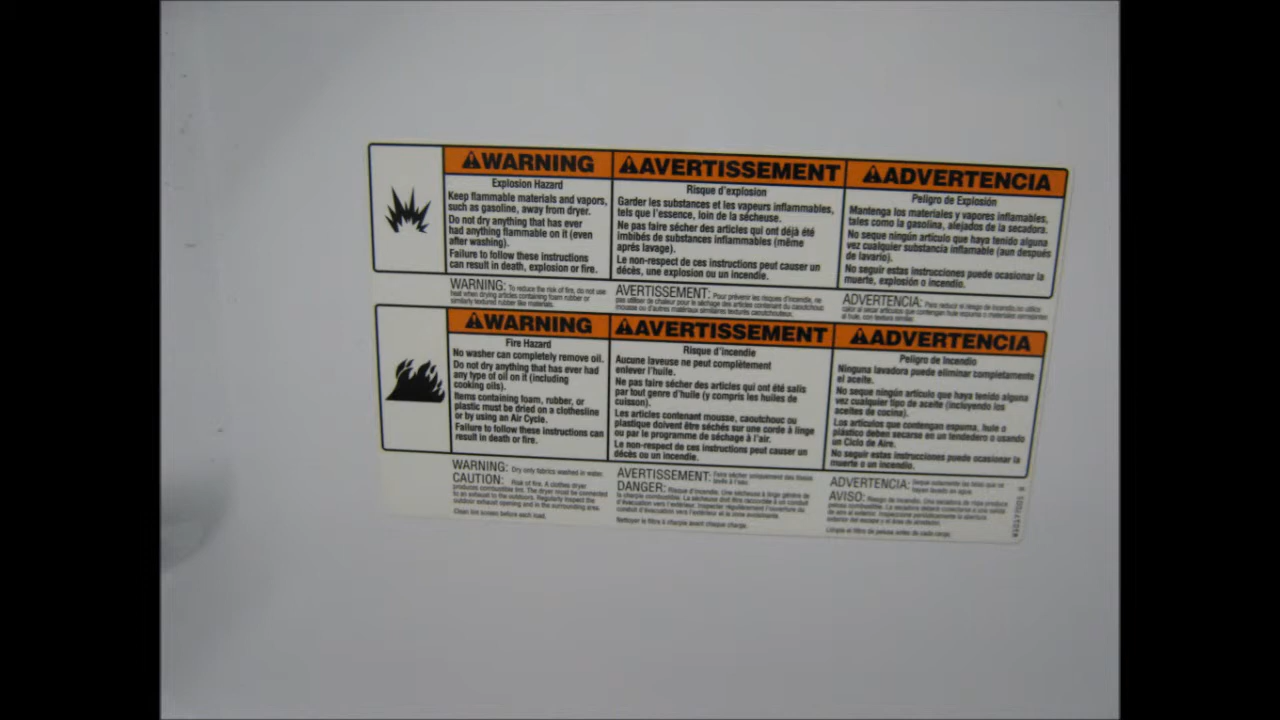 WARNING
Explosion Hazard
Keep flammable materials and vapors,
such as gasoline, away from dryer.
Do not dry anything that has ever
had anything flammable on it (even
after washing).
Failure to follow these instructions
can result in death, explosion or fire.
AVERTISSEMENT
Risque d'explosion
Garder les substances et les vapeurs inflammables,
tels que l'essence, loin de la sécheuse.
Ne pas faire sécher des articles qui ont déjà été
imbibés de substances inflammables (même
après lavage).
Le non-respect de ces instructions peut causer un
décès, une explosion ou un incendie.
ADVERTENCIA
Peligro de Explosión
Mantenga los materiales y vapores inflamables,
tales como la gasolina, alejados de la secadora.
No seque ningún artículo que haya tenido alguna
vez cualquier substancia inflamable (aun después
de lavarlo).
No seguir estas instrucciones puede ocasionar la
muerte, explosión o incendio.
WARNING: To reduce the risk of fire, do not use
heat when drying articles containing foam rubber or
similarly textured rubber like materials.
AVERTISSEMENT: Pour prévenir les risques d'incendie, ne
pas utiliser de chaleur pour le séchage des articles contenant du caoutchouc
mousse ou d'autres matériaux similaires texturés caoutchouteux.
ADVERTENCIA: Para reducir el riesgo de incendio, no utilice
calor al secar artículos que contengan hule espuma o materiales semejantes
al hule, con textura similar.
WARNING
Fire Hazard
No washer can completely remove oil.
Do not dry anything that has ever had
any type of oil on it (including
cooking oils).
Items containing foam, rubber, or
plastic must be dried on a clothesline
or by using an Air Cycle.
Failure to follow these instructions can
result in death or fire.
AVERTISSEMENT
Risque d'incendie
Aucune laveuse ne peut complètement
enlever l'huile.
Ne pas faire sécher des articles qui ont été salis
par tout genre d'huile (y compris les huiles de
cuisson).
Les articles contenant mousse, caoutchouc ou
plastique doivent être séchés sur une corde à linge
ou par le programme de séchage à l'air.
Le non-respect de ces instructions peut causer un
décès ou un incendie.
ADVERTENCIA
Peligro de Incendio
Ninguna lavadora puede eliminar completamente
el aceite.
No seque ningún artículo que haya tenido alguna
vez cualquier tipo de aceite (incluyendo los
aceites de cocina).
Los artículos que contengan espuma, hule o
plástico deben secarse en un tendedero o usando
un Ciclo de Aire.
No seguir estas instrucciones puede ocasionar la
muerte o un incendio.
WARNING: Dry only fabrics washed in water.
CAUTION: Risk of fire. A clothes dryer
produces combustible lint. The dryer must be connected
to an exhaust to the outdoors. Regularly inspect the
outdoor exhaust opening and in the surrounding area.
Clean lint screen before each load.
AVERTISSEMENT: Faire sécher uniquement des tissus
lavés à l'eau.
DANGER: Risque d'incendie. Une sécheuse à linge génère de
la charpie combustible. La sécheuse doit être raccordée à un conduit
d'évacuation vers l'extérieur. Inspecter régulièrement l'ouverture du
conduit d'évacuation vers l'extérieur et la zone avoisinante.
Nettoyer le filtre à charpie avant chaque charge.
ADVERTENCIA: Seque solamente las telas que se
hayan lavado en agua.
AVISO: Riesgo de incendio. Una secadora de ropa produce
pelusa combustible. La secadora deberá conectarse a una salida
de aire al exterior. Inspeccione periódicamente la abertura
exterior del escape y el área de alrededor.
Limpie el filtro de pelusa antes de cada carga.